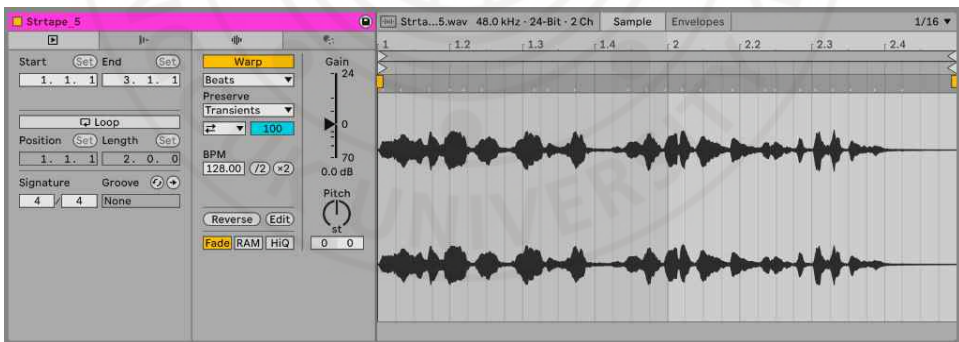 Strtape_5
Strta...5.wav 48.0 kHz - 24-Bit - 2 Ch Sample Envelopes 1/16
Start Set End Set
1. 1. 1 3. 1. 1
Loop
Position Set Length Set
1. 1. 1 2. 0. 0
Signature Groove
4 / 4 None
Warp
Beats
Preserve
Transients
100
BPM
128.00 /2 ×2
Reverse Edit
Fade RAM HiQ
Gain
24
0
70
0.0 dB
Pitch
st
0 0
1 1.2 1.3 1.4 2 2.2 2.3 2.4
UNIVERSIT